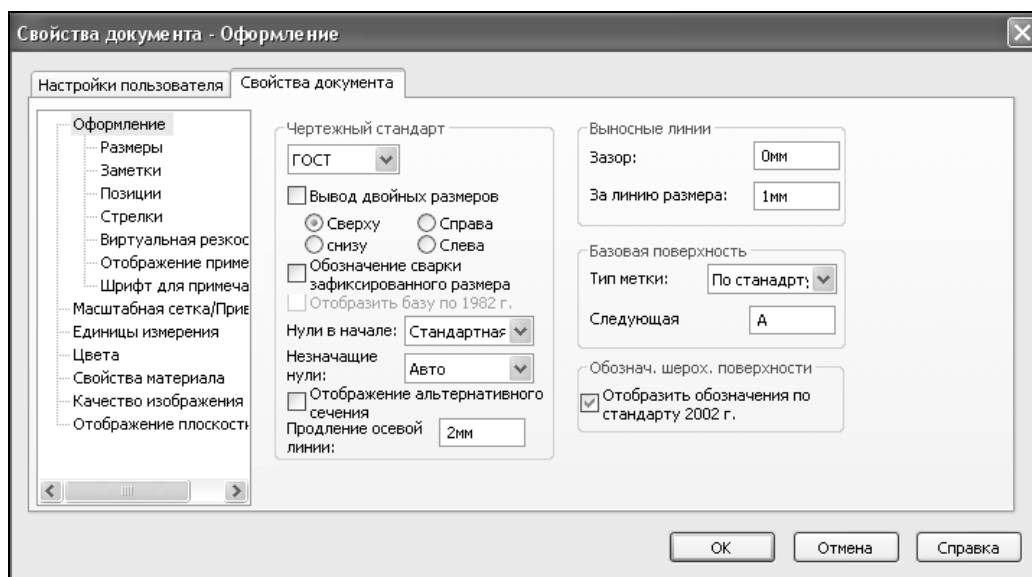 Свойства документа - Оформление
Настройки пользователя
Свойства документа
Оформление
Размеры
Заметки
Позиции
Стрелки
Виртуальная резкос
Отображение приме
Шрифт для примеча
Масштабная сетка/Прив
Единицы измерения
Цвета
Свойства материала
Качество изображения
Отображение плоскост
Чертежный стандарт
ГОСТ
Вывод двойных размеров
Сверху
Справа
снизу
Слева
Обозначение сварки
зафиксированного размера
Отобразить базу по 1982 г.
Нули в начале:
Стандартная
Незначащие
нули:
Авто
Отображение альтернативного
сечения
Продление осевой
линии:
2мм
Выносные линии
Зазор:
0мм
За линию размера:
1мм
Базовая поверхность
Тип метки:
По станадрту
Следующая
A
Обознач. шерох. поверхности
Отобразить обозначения по
стандарту 2002 г.
OK
Отмена
Справка